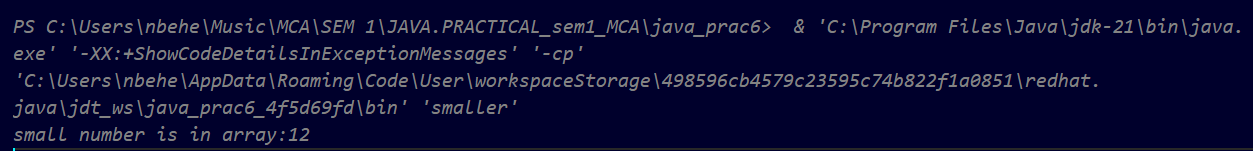 PS C:\Users\nbehe\Music\MCA\SEM 1\JAVA.PRACTICAL_sem1_MCA\java_prac6>  & 'C:\Program Files\Java\jdk-21\bin\java.
exe' '-XX:+ShowCodeDetailsInExceptionMessages' '-cp'
'C:\Users\nbehe\AppData\Roaming\Code\User\workspaceStorage\498596cb4579c23595c74b822f1a0851\redhat.
java\jdt_ws\java_prac6_4f5d69fd\bin' 'smaller'
small number is in array:12